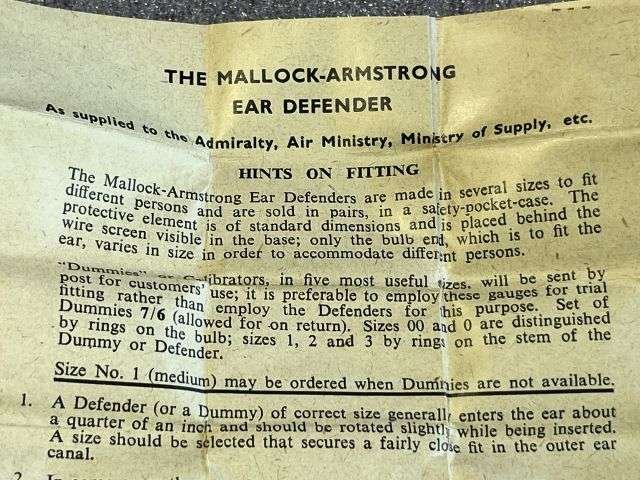 THE MALLOCK-ARMSTRONG
EAR DEFENDER
As supplied to the Admiralty, Air Ministry, Ministry of Supply, etc.
HINTS ON FITTING
The Mallock-Armstrong Ear Defenders are made in several sizes to fit
different persons and are sold in pairs, in a safety-pocket-case. The
protective element is of standard dimensions and is placed behind the
wire screen visible in the base; only the bulb end, which is to fit the
ear, varies in size in order to accommodate different persons.
"Dummies" or Calibrators, in five most useful sizes, will be sent by
post for customers' use; it is preferable to employ these gauges for trial
fitting rather than employ the Defenders for this purpose. Set of
Dummies 7/6 (allowed for on return). Sizes 00 and 0 are distinguished
by rings on the bulb; sizes 1, 2 and 3 by rings on the stem of the
Dummy or Defender.
Size No. 1 (medium) may be ordered when Dummies are not available.
1. A Defender (or a Dummy) of correct size generally enters the ear about
a quarter of an inch and should be rotated slightly while being inserted.
A size should be selected that secures a fairly close fit in the outer ear
canal.
2. In